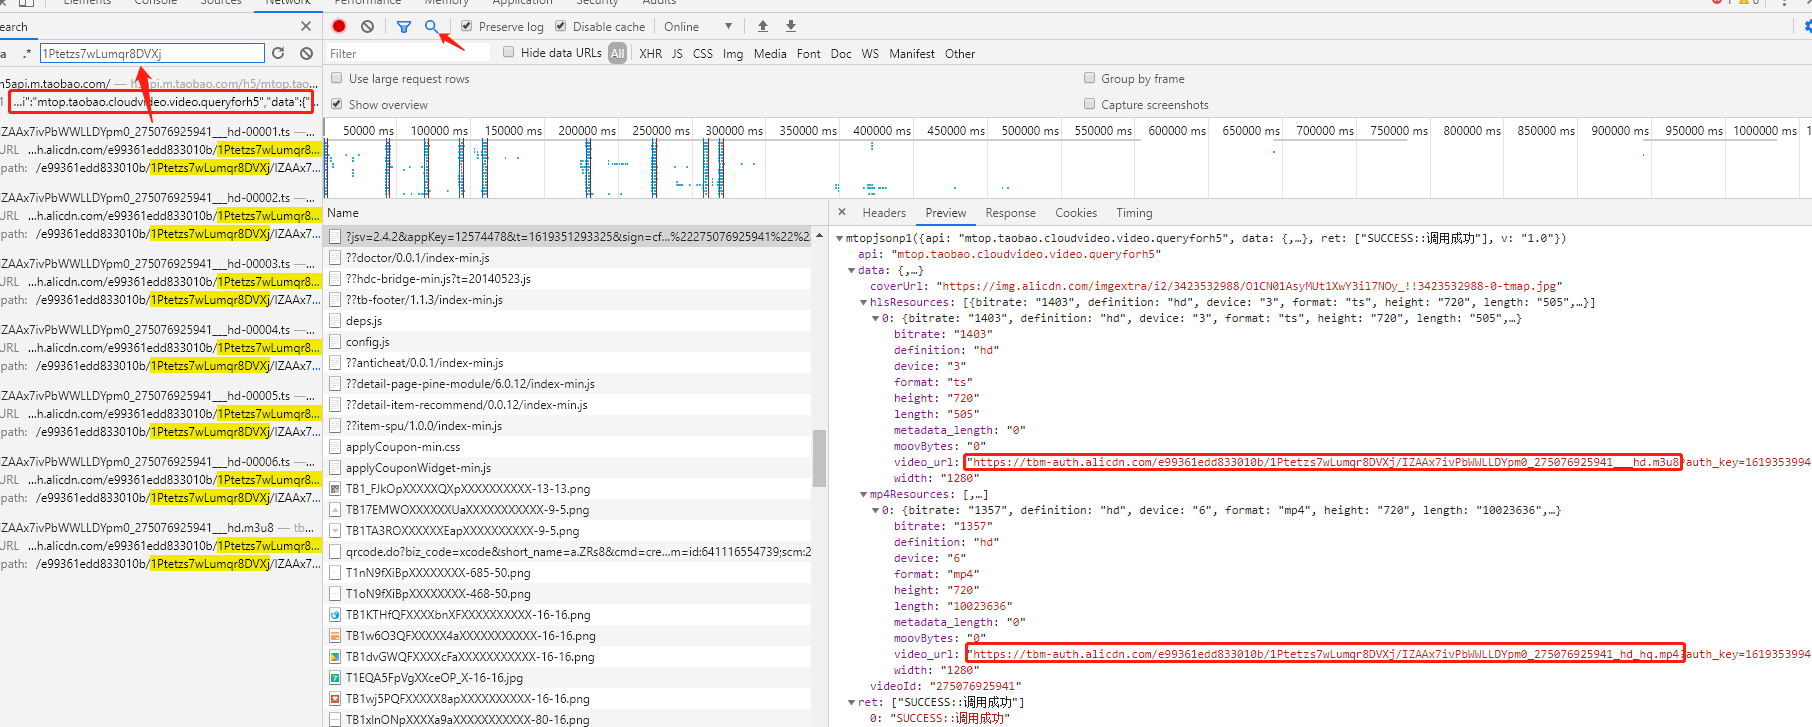 Elements Console Sources Network Performance Memory Application Security Audits 1 6
earch
Preserve log Disable cache Online
a .* 1Ptetzs7wLumqr8DVXj
Filter Hide data URLs All XHR JS CSS Img Media Font Doc WS Manifest Other
Use large request rows Group by frame
Show overview Capture screenshots
h5api.m.taobao.com/ — h5api.m.taobao.com/h5/mtop.tao...
1 ...i":"mtop.taobao.cloudvideo.video.queryforh5","data":{"...
50000 ms 100000 ms 150000 ms 200000 ms 250000 ms 300000 ms 350000 ms 400000 ms 450000 ms 500000 ms 550000 ms 600000 ms 650000 ms 700000 ms 750000 ms 800000 ms 850000 ms 900000 ms 950000 ms 1000000 ms 1
IZAAx7ivPbWWLLDYpm0_275076925941___hd-00001.ts —...
URL ...h.alicdn.com/e99361edd833010b/1Ptetzs7wLumqr8...
path: /e99361edd833010b/1Ptetzs7wLumqr8DVXj/IZAAx7...
IZAAx7ivPbWWLLDYpm0_275076925941___hd-00002.ts —...
URL ...h.alicdn.com/e99361edd833010b/1Ptetzs7wLumqr8...
path: /e99361edd833010b/1Ptetzs7wLumqr8DVXj/IZAAx7...
IZAAx7ivPbWWLLDYpm0_275076925941___hd-00003.ts —...
URL ...h.alicdn.com/e99361edd833010b/1Ptetzs7wLumqr8...
path: /e99361edd833010b/1Ptetzs7wLumqr8DVXj/IZAAx7...
IZAAx7ivPbWWLLDYpm0_275076925941___hd-00004.ts —...
URL ...h.alicdn.com/e99361edd833010b/1Ptetzs7wLumqr8...
path: /e99361edd833010b/1Ptetzs7wLumqr8DVXj/IZAAx7...
IZAAx7ivPbWWLLDYpm0_275076925941___hd-00005.ts —...
URL ...h.alicdn.com/e99361edd833010b/1Ptetzs7wLumqr8...
path: /e99361edd833010b/1Ptetzs7wLumqr8DVXj/IZAAx7...
IZAAx7ivPbWWLLDYpm0_275076925941___hd-00006.ts —...
URL ...h.alicdn.com/e99361edd833010b/1Ptetzs7wLumqr8...
path: /e99361edd833010b/1Ptetzs7wLumqr8DVXj/IZAAx7...
IZAAx7ivPbWWLLDYpm0_275076925941___hd.m3u8 — tb...
URL ...h.alicdn.com/e99361edd833010b/1Ptetzs7wLumqr8...
path: /e99361edd833010b/1Ptetzs7wLumqr8DVXj/IZAAx7...
Name
?jsv=2.4.2&appKey=12574478&t=1619351293325&sign=cf...%22275076925941%22%2...
??doctor/0.0.1/index-min.js
??hdc-bridge-min.js?t=20140523.js
??tb-footer/1.1.3/index-min.js
deps.js
config.js
??anticheat/0.0.1/index-min.js
??detail-page-pine-module/6.0.12/index-min.js
??detail-item-recommend/0.0.12/index-min.js
??item-spu/1.0.0/index-min.js
applyCoupon-min.css
applyCouponWidget-min.js
TB1_FJkOpXXXXXQXpXXXXXXXXXX-13-13.png
TB17EMWOXXXXXXUaXXXXXXXXXXX-9-5.png
TB1TA3ROXXXXXXEapXXXXXXXXXX-9-5.png
qrcode.do?biz_code=xcode&short_name=a.ZRs8&cmd=cre...m=id:641116554739;scm:2
T1nN9fXiBpXXXXXXXX-685-50.png
T1oN9fXiBpXXXXXXXX-468-50.png
TB1KTHfQFXXXXbnXFXXXXXXXXXX-16-16.png
TB1w6O3QFXXXXX4aXXXXXXXXXXX-16-16.png
TB1dvGWQFXXXXcFaXXXXXXXXXXX-16-16.png
T1EQA5FpVgXXceOP_X-16-16.jpg
TB1wj5PQFXXXXX8apXXXXXXXXXX-16-16.png
TB1xInONpXXXXa9aXXXXXXXXXXX-80-16.png
Headers Preview Response Cookies Timing
mtopjsonp1({api: "mtop.taobao.cloudvideo.video.queryforh5", data: {,…}, ret: ["SUCCESS::调用成功"], v: "1.0"})
api: "mtop.taobao.cloudvideo.video.queryforh5"
data: {,…}
coverUrl: "https://img.alicdn.com/imgextra/i2/3423532988/O1CN01AsyMUt1XwY3il7NOy_!!3423532988-0-tmap.jpg"
hlsResources: [{bitrate: "1403", definition: "hd", device: "3", format: "ts", height: "720", length: "505",…}]
0: {bitrate: "1403", definition: "hd", device: "3", format: "ts", height: "720", length: "505",…}
bitrate: "1403"
definition: "hd"
device: "3"
format: "ts"
height: "720"
length: "505"
metadata_length: "0"
moovBytes: "0"
video_url: "https://tbm-auth.alicdn.com/e99361edd833010b/1Ptetzs7wLumqr8DVXj/IZAAx7ivPbWWLLDYpm0_275076925941___hd.m3u8?auth_key=1619353994
width: "1280"
mp4Resources: [,…]
0: {bitrate: "1357", definition: "hd", device: "6", format: "mp4", height: "720", length: "10023636",…}
bitrate: "1357"
definition: "hd"
device: "6"
format: "mp4"
height: "720"
length: "10023636"
metadata_length: "0"
moovBytes: "0"
video_url: "https://tbm-auth.alicdn.com/e99361edd833010b/1Ptetzs7wLumqr8DVXj/IZAAx7ivPbWWLLDYpm0_275076925941_hd_hq.mp4?auth_key=1619353994
width: "1280"
videoId: "275076925941"
ret: ["SUCCESS::调用成功"]
0: "SUCCESS::调用成功"